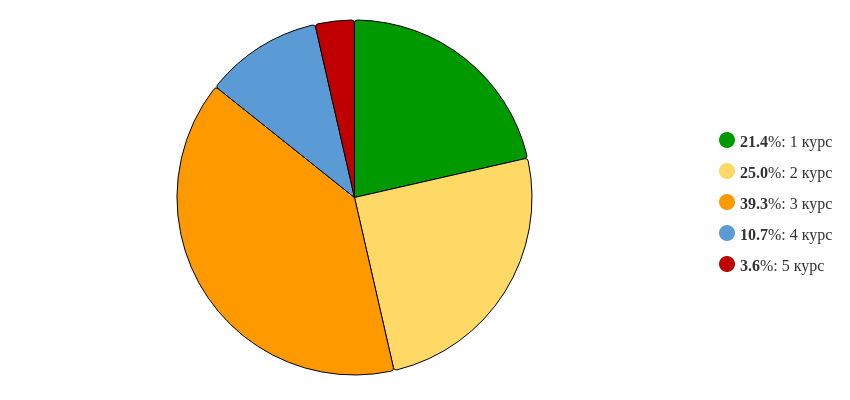 21.4%: 1 курс
25.0%: 2 курс
39.3%: 3 курс
10.7%: 4 курс
3.6%: 5 курс